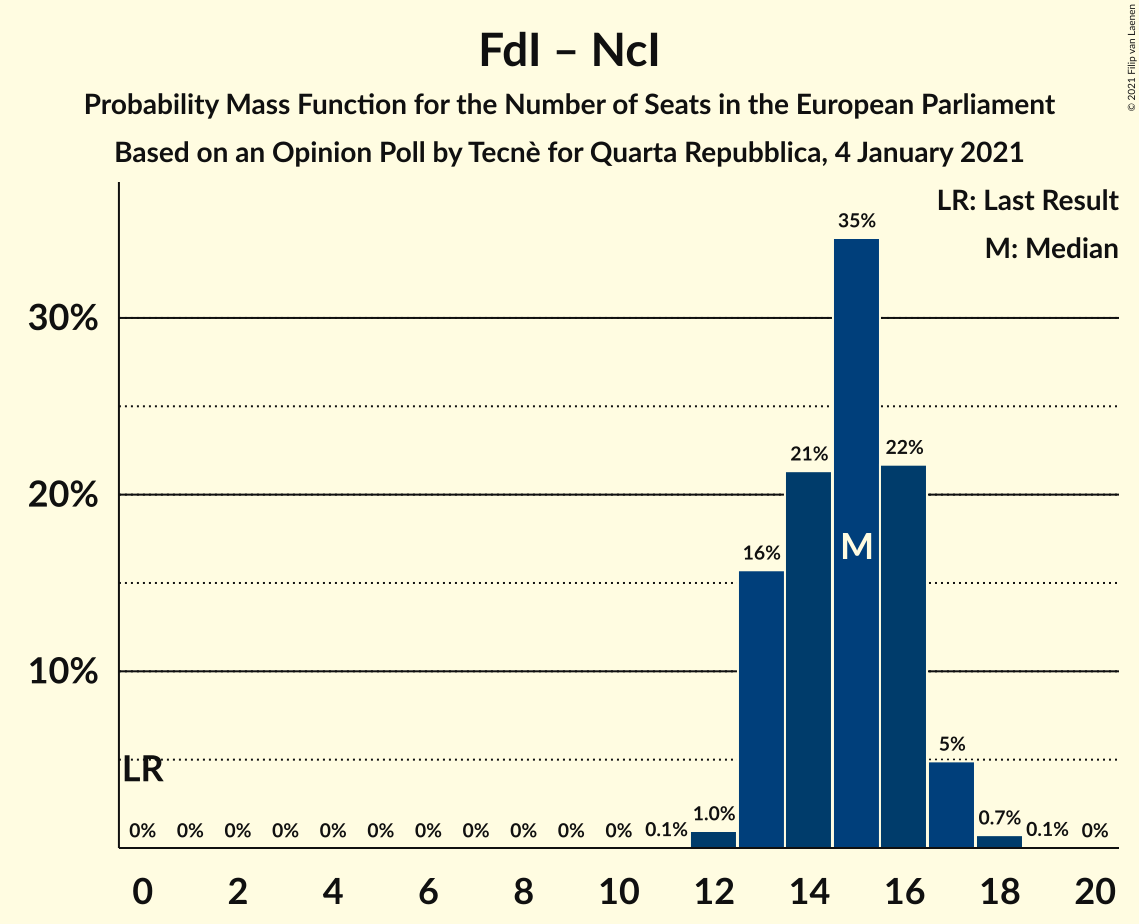 FdI – NcI
Probability Mass Function for the Number of Seats in the European Parliament
Based on an Opinion Poll by Tecnè for Quarta Repubblica, 4 January 2021
© 2021 Filip van Laenen
LR: Last Result
M: Median
30%
20%
10%
LR
M
0% 0% 0% 0% 0% 0% 0% 0% 0% 0% 0% 0.1% 1.0% 16% 21% 35% 22% 5% 0.7% 0.1% 0%
0 2 4 6 8 10 12 14 16 18 20